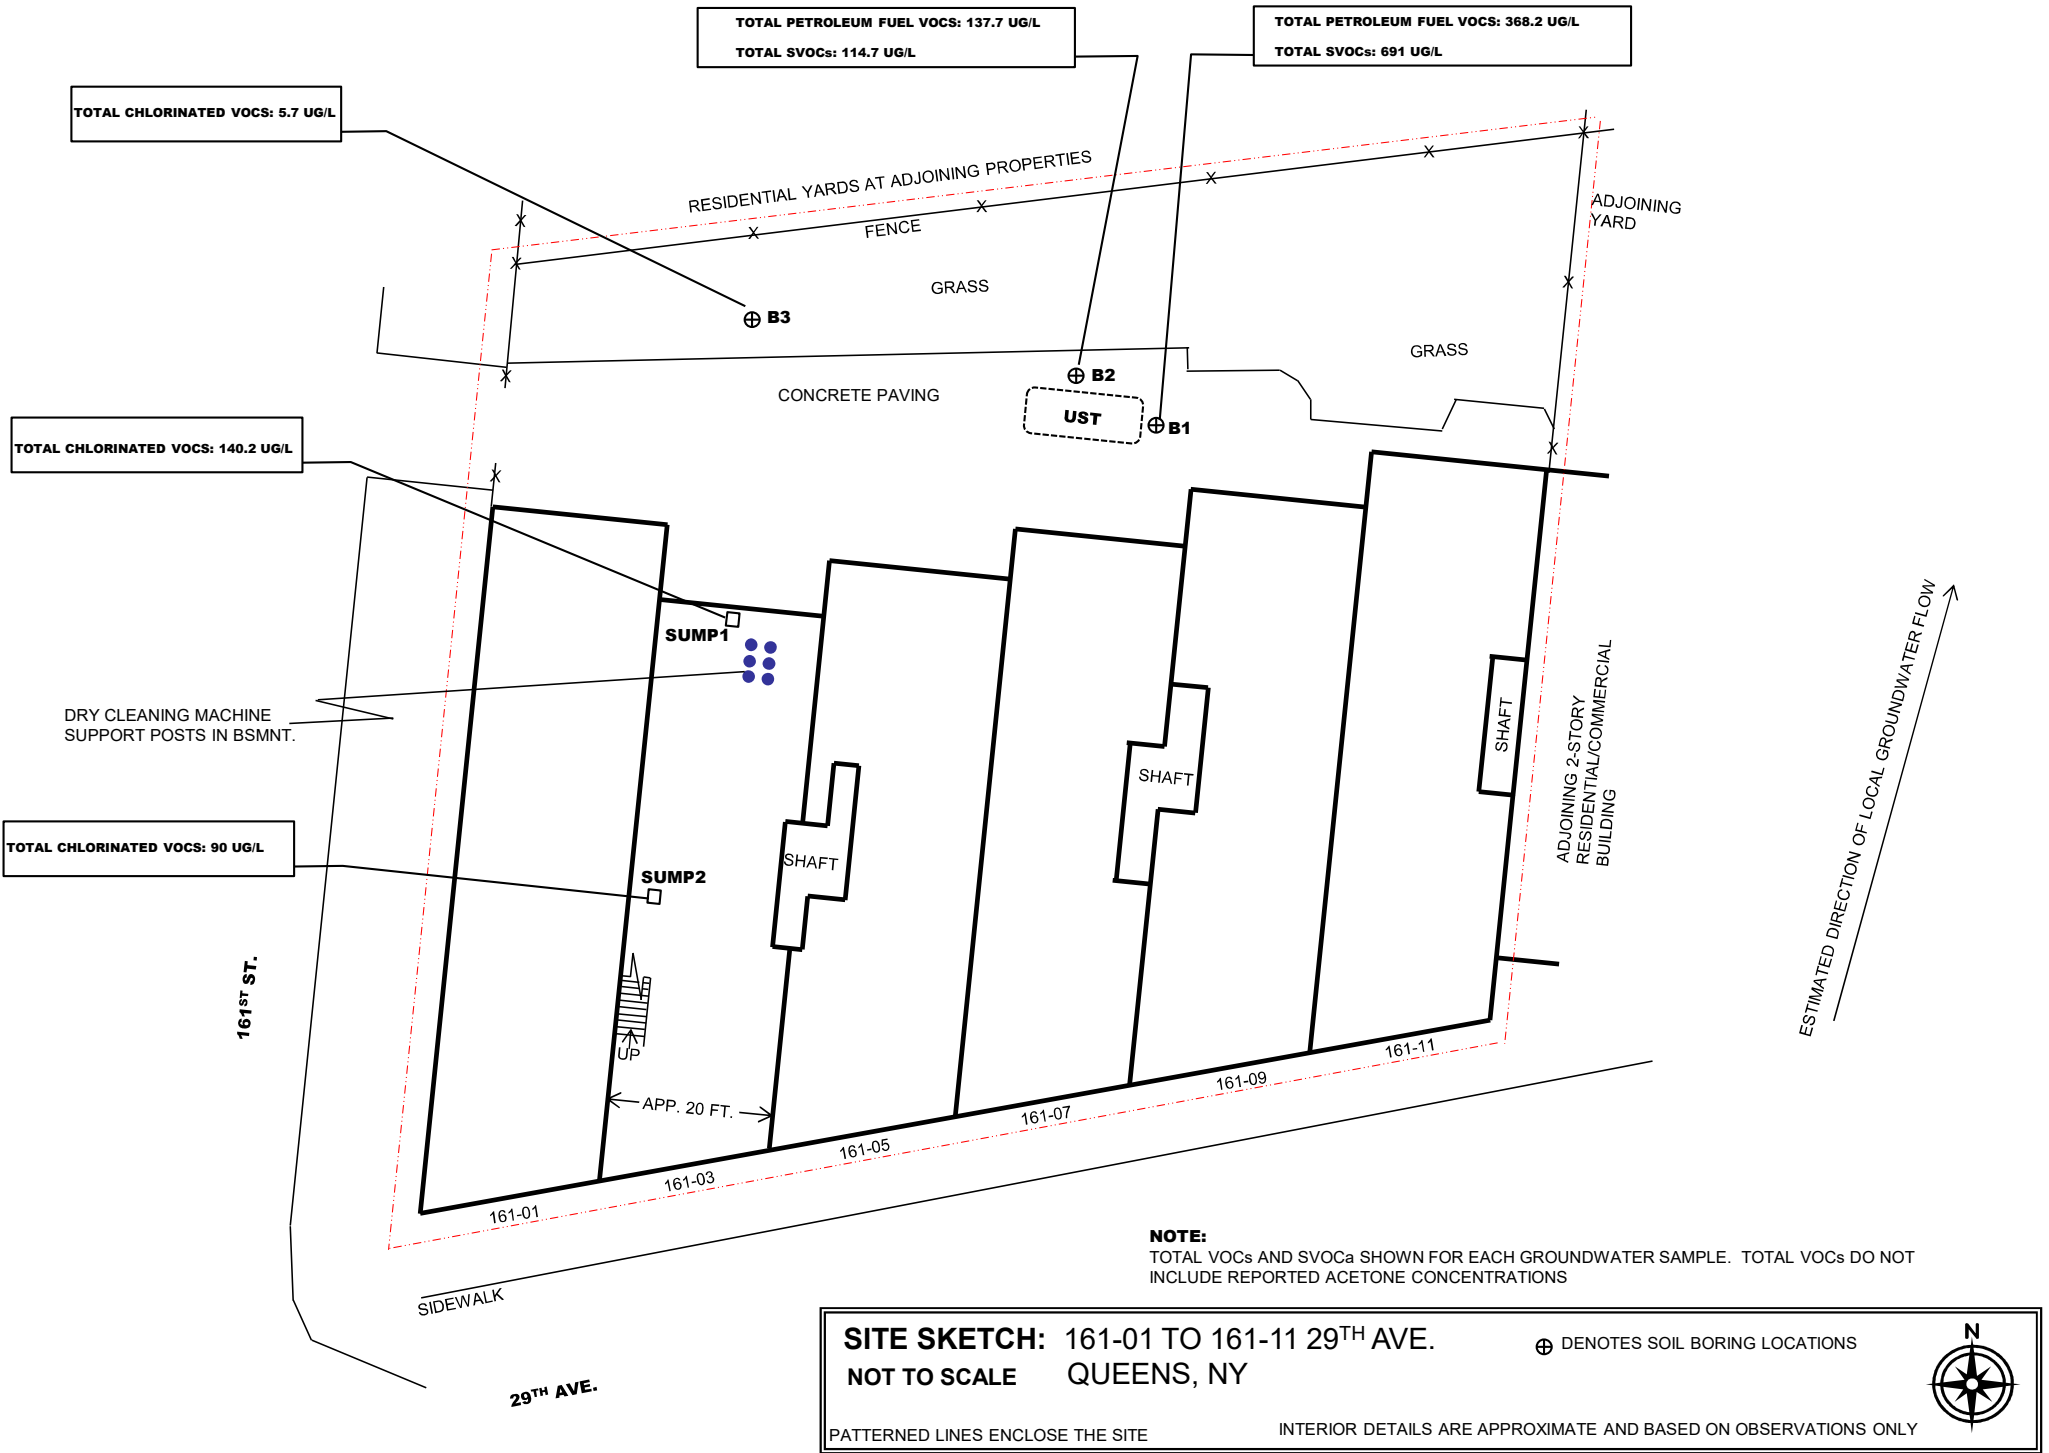 TOTAL PETROLEUM FUEL VOCS: 137.7 UG/L
TOTAL SVOCs: 114.7 UG/L
TOTAL PETROLEUM FUEL VOCS: 368.2 UG/L
TOTAL SVOCs: 691 UG/L
TOTAL CHLORINATED VOCS: 5.7 UG/L
RESIDENTIAL YARDS AT ADJOINING PROPERTIES
FENCE
ADJOINING
YARD
GRASS
B3
GRASS
B2
CONCRETE PAVING
UST
B1
TOTAL CHLORINATED VOCS: 140.2 UG/L
SUMP1
DRY CLEANING MACHINE
SUPPORT POSTS IN BSMNT.
SHAFT
SHAFT
SHAFT
ADJOINING 2-STORY
RESIDENTIAL/COMMERCIAL
BUILDING
ESTIMATED DIRECTION OF LOCAL GROUNDWATER FLOW
TOTAL CHLORINATED VOCS: 90 UG/L
SUMP2
161ST ST.
UP
APP. 20 FT.
161-01
161-03
161-05
161-07
161-09
161-11
SIDEWALK
29TH AVE.
NOTE:
TOTAL VOCs AND SVOCa SHOWN FOR EACH GROUNDWATER SAMPLE. TOTAL VOCs DO NOT
INCLUDE REPORTED ACETONE CONCENTRATIONS
SITE SKETCH: 161-01 TO 161-11 29TH AVE.
NOT TO SCALE QUEENS, NY
DENOTES SOIL BORING LOCATIONS
N
PATTERNED LINES ENCLOSE THE SITE
INTERIOR DETAILS ARE APPROXIMATE AND BASED ON OBSERVATIONS ONLY